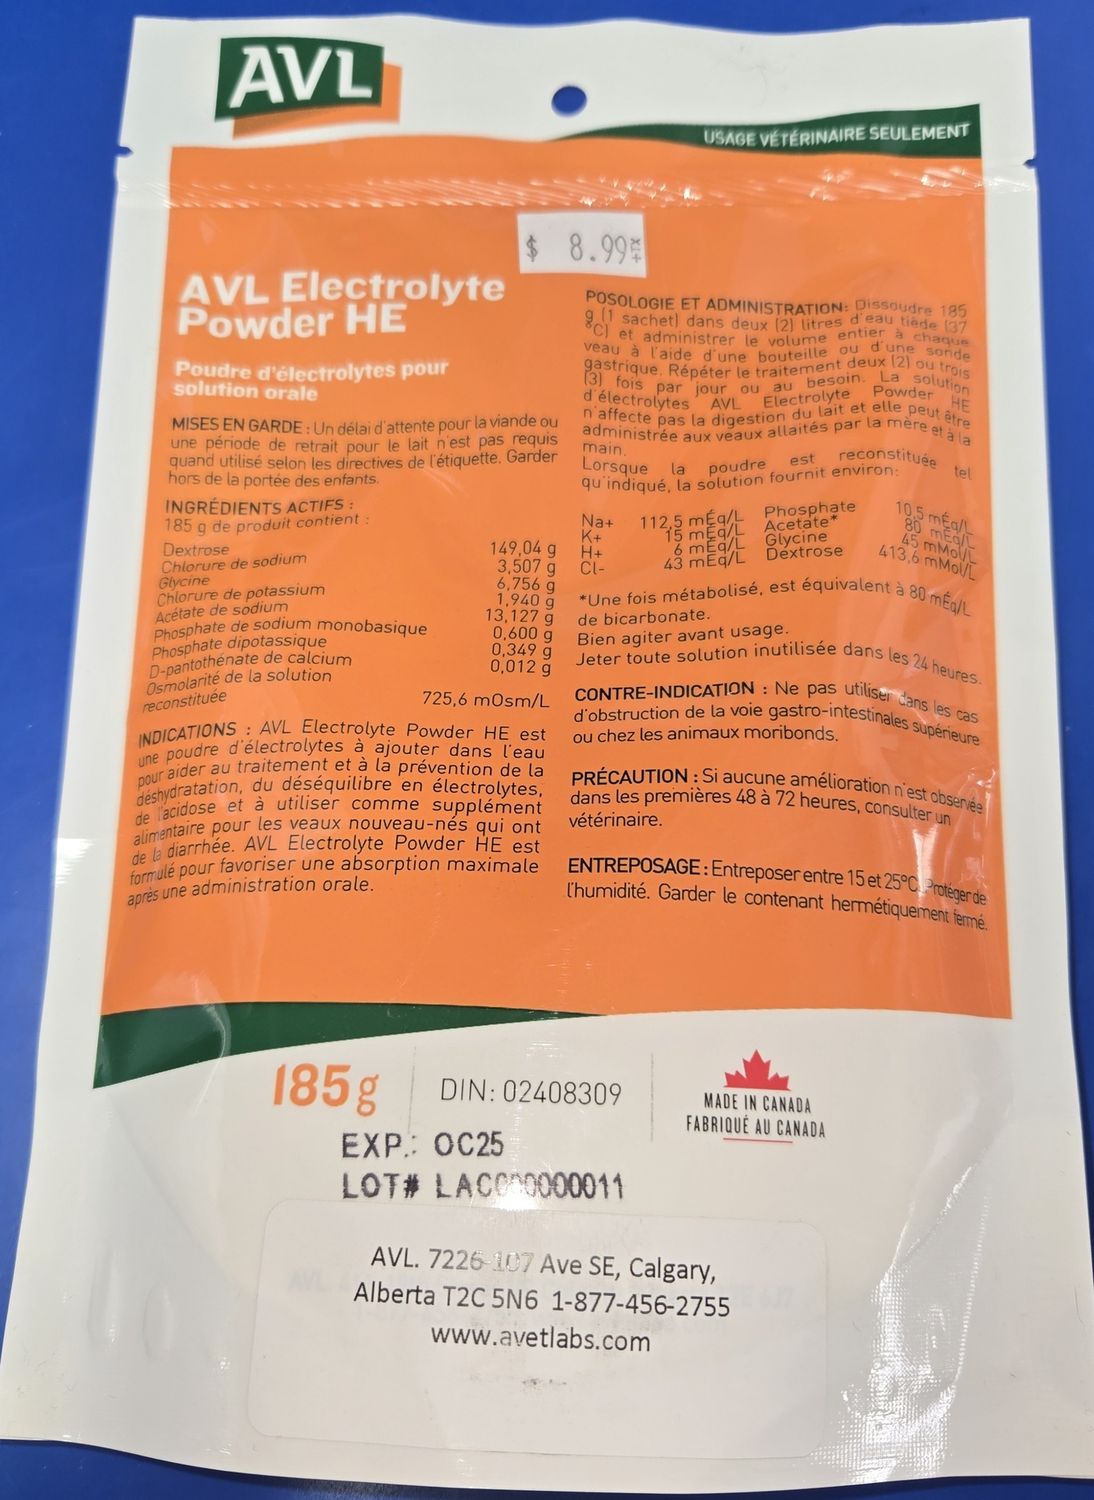 AVL
USAGE VÉTÉRINAIRE SEULEMENT
$ 8.99 +TX
AVL Electrolyte
Powder HE
Poudre d'électrolytes pour
solution orale
MISES EN GARDE : Un délai d'attente pour la viande ou
une période de retrait pour le lait n'est pas requis
quand utilisé selon les directives de l'étiquette. Garder
hors de la portée des enfants.
INGRÉDIENTS ACTIFS :
185 g de produit contient :
Dextrose 149,04 g
Chlorure de sodium 3,507 g
Glycine 6,756 g
Chlorure de potassium 1,940 g
Acétate de sodium 13,127 g
Phosphate de sodium monobasique 0,600 g
Phosphate dipotassique 0,349 g
D-pantothénate de calcium 0,012 g
Osmolarité de la solution
reconstituée 725,6 mOsm/L
INDICATIONS : AVL Electrolyte Powder HE est
une poudre d'électrolytes à ajouter dans l'eau
pour aider au traitement et à la prévention de la
déshydratation, du déséquilibre en électrolytes,
de l'acidose et à utiliser comme supplément
alimentaire pour les veaux nouveau-nés qui ont
de la diarrhée. AVL Electrolyte Powder HE est
formulé pour favoriser une absorption maximale
après une administration orale.
POSOLOGIE ET ADMINISTRATION: Dissoudre 185
g (1 sachet) dans deux (2) litres d'eau tiède (37
°C) et administrer le volume entier à chaque
veau à l'aide d'une bouteille ou d'une sonde
gastrique. Répéter le traitement deux (2) ou trois
(3) fois par jour ou au besoin. La solution
d'électrolytes AVL Electrolyte Powder HE
n'affecte pas la digestion du lait et elle peut être
administrée aux veaux allaités par la mère et à la
main.
Lorsque la poudre est reconstituée tel
qu'indiqué, la solution fournit environ:
Na+ 112,5 mÉq/L Phosphate 10,5 mÉq/L
K+ 15 mÉq/L Acétate* 80 mÉq/L
H+ 6 mÉq/L Glycine 45 mMol/L
Cl- 43 mÉq/L Dextrose 413,6 mMol/L
*Une fois métabolisé, est équivalent à 80 mÉq/L
de bicarbonate.
Bien agiter avant usage.
Jeter toute solution inutilisée dans les 24 heures.
CONTRE-INDICATION : Ne pas utiliser dans les cas
d'obstruction de la voie gastro-intestinales supérieure
ou chez les animaux moribonds.
PRÉCAUTION : Si aucune amélioration n'est observée
dans les premières 48 à 72 heures, consulter un
vétérinaire.
ENTREPOSAGE : Entreposer entre 15 et 25°C. Protéger de
l'humidité. Garder le contenant hermétiquement fermé.
185g
DIN: 02408309
MADE IN CANADA
FABRIQUÉ AU CANADA
EXP.: OC25
LOT#
AVL. 7226-107 Ave SE, Calgary,
Alberta T2C 5N6 1-877-456-2755
www.avetlabs.com